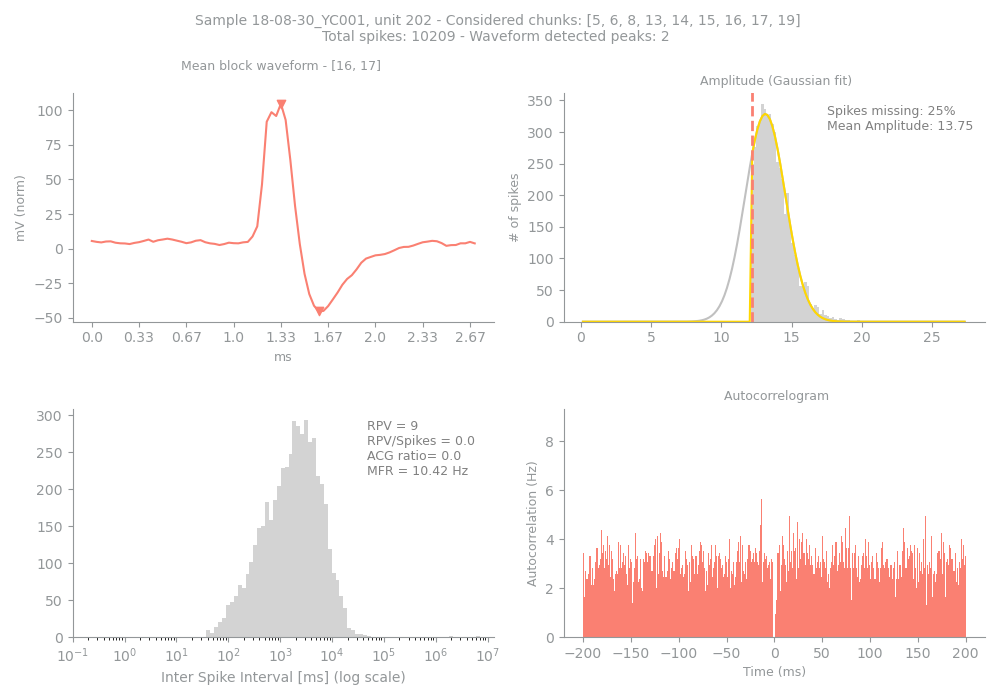 Sample 18-08-30_YC001, unit 202 - Considered chunks: [5, 6, 8, 13, 14, 15, 16, 17, 19]
Total spikes: 10209 - Waveform detected peaks: 2
Mean block waveform - [16, 17]
mV (norm)
100
75
50
25
0
−25
−50
0.0 0.33 0.67 1.0 1.33 1.67 2.0 2.33 2.67
ms
Amplitude (Gaussian fit)
Spikes missing: 25%
Mean Amplitude: 13.75
# of spikes
350
300
250
200
150
100
50
0
0 5 10 15 20 25
RPV = 9
RPV/Spikes = 0.0
ACG ratio= 0.0
MFR = 10.42 Hz
300
250
200
150
100
50
0
10⁻¹ 10⁰ 10¹ 10² 10³ 10⁴ 10⁵ 10⁶ 10⁷
Inter Spike Interval [ms] (log scale)
Autocorrelogram
Autocorrelation (Hz)
8
6
4
2
0
−200 −150 −100 −50 0 50 100 150 200
Time (ms)